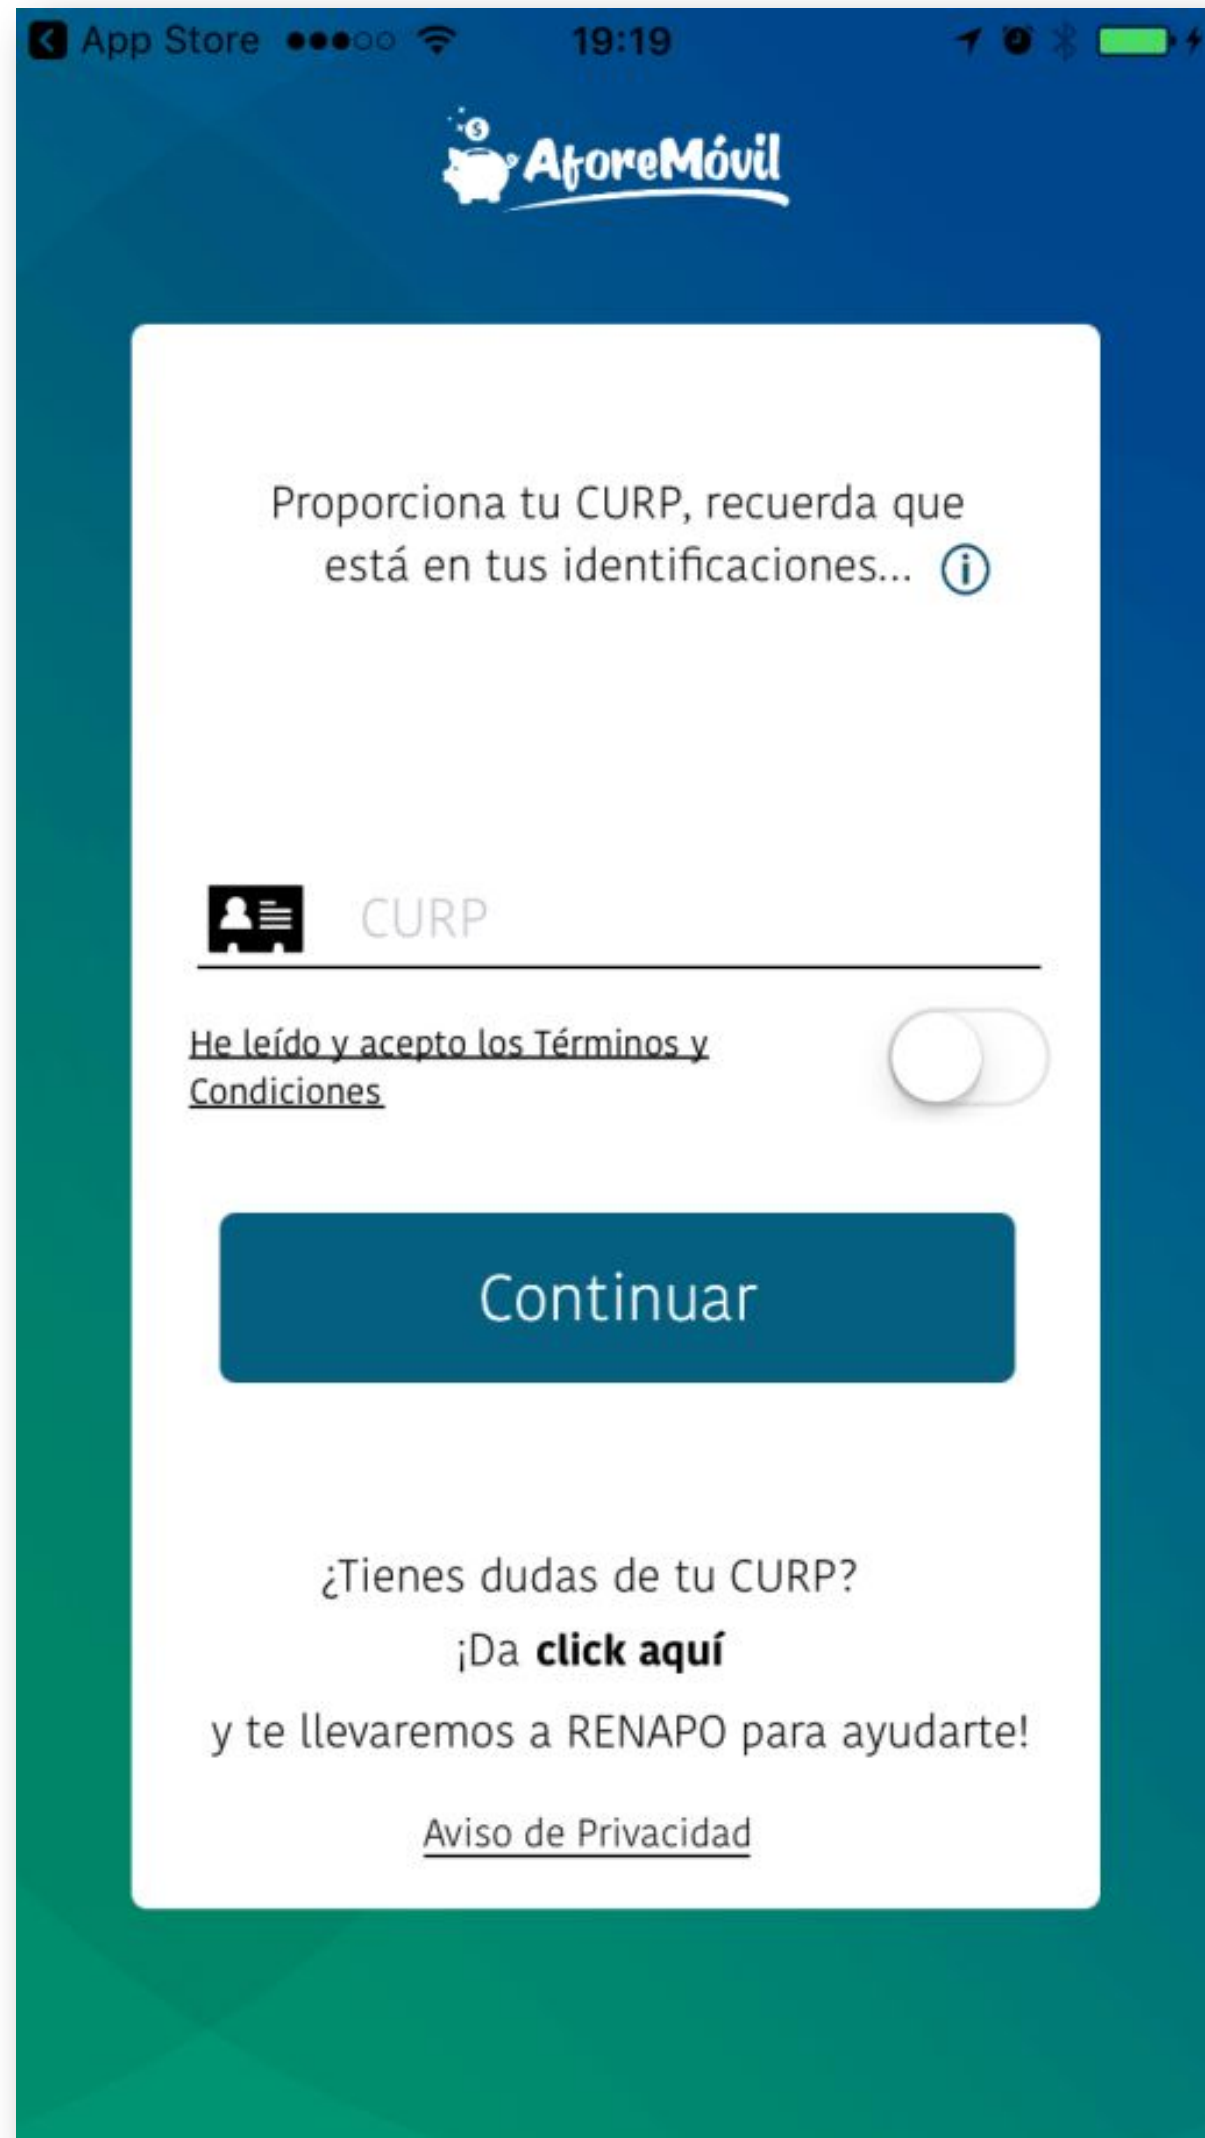 App Store 19:19
AforeMóvil
Proporciona tu CURP, recuerda que
está en tus identificaciones...
CURP
He leído y acepto los Términos y
Condiciones
Continuar
¿Tienes dudas de tu CURP?
¡Da click aquí
y te llevaremos a RENAPO para ayudarte!
Aviso de Privacidad